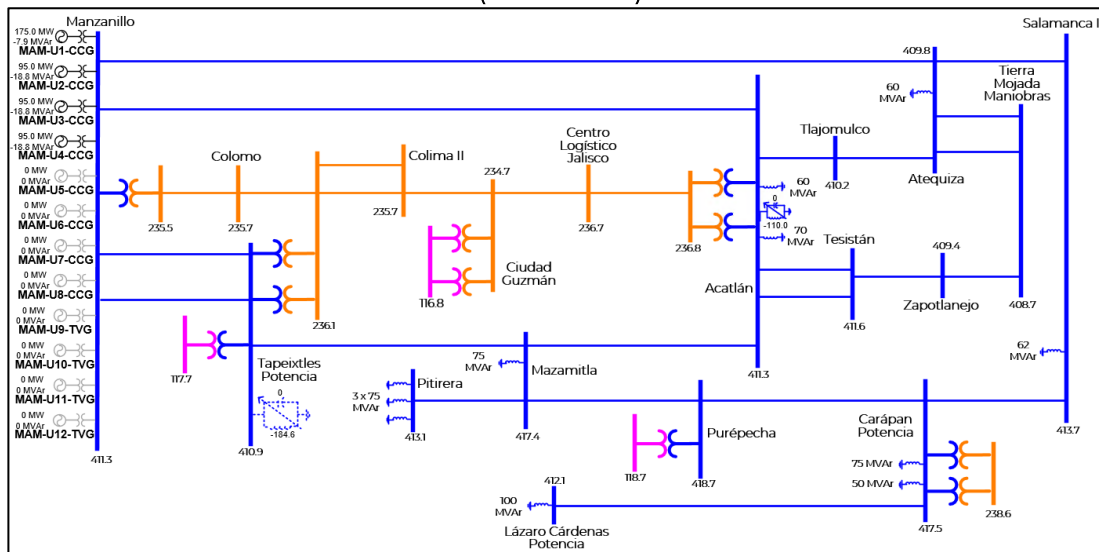 Manzanillo
175.0 MW
-7.9 MVAr
MAM-U1-CCG
95.0 MW
-18.8 MVAr
MAM-U2-CCG
95.0 MW
-18.8 MVAr
MAM-U3-CCG
95.0 MW
-18.8 MVAr
MAM-U4-CCG
0 MW
0 MVAr
MAM-U5-CCG
0 MW
0 MVAr
MAM-U6-CCG
0 MW
0 MVAr
MAM-U7-CCG
0 MW
0 MVAr
MAM-U8-CCG
0 MW
0 MVAr
MAM-U9-TVG
0 MW
0 MVAr
MAM-U10-TVG
0 MW
0 MVAr
MAM-U11-TVG
0 MW
0 MVAr
MAM-U12-TVG
411.3
235.5
Colomo
235.7
236.1
Colima II
235.7
234.7
Ciudad
Guzmán
116.8
Centro
Logístico
Jalisco
236.7
236.8
60
MVAr
0
-110.0
70
MVAr
Acatlán
411.3
Tlajomulco
410.2
409.8
60
MVAr
Atequiza
Tierra
Mojada
Maniobras
408.7
Tesistán
411.6
409.4
Zapotlanejo
Salamanca I
62
MVAr
413.7
117.7
Tapeixtles
Potencia
0
-184.6
410.9
Pitirera
3 x 75
MVAr
413.1
75
MVAr
Mazamitla
417.4
Purépecha
118.7
418.7
Carápan
Potencia
75 MVAr
50 MVAr
238.6
417.5
412.1
100
MVAr
Lázaro Cárdenas
Potencia